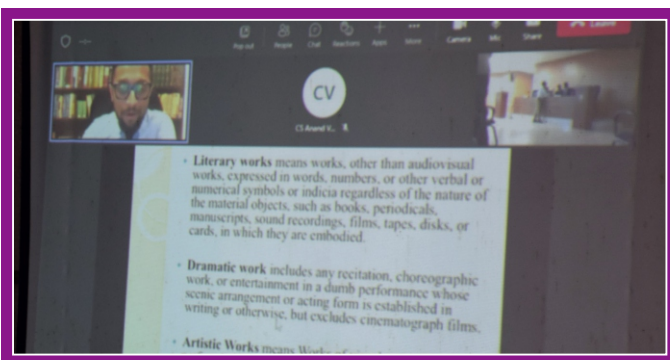 Pop out People Chat Reactions Apps More Camera Mic Share Leave
CV
CS Anand V...
• Literary works means works, other than audiovisual
works, expressed in words, numbers, or other verbal or
numerical symbols or indicia regardless of the nature of
the material objects, such as books, periodicals,
manuscripts, sound recordings, films, tapes, disks, or
cards, in which they are embodied.
• Dramatic work includes any recitation, choreographic
work, or entertainment in a dumb performance whose
scenic arrangement or acting form is established in
writing or otherwise, but excludes cinematograph films,
• Artistic Works means Works of